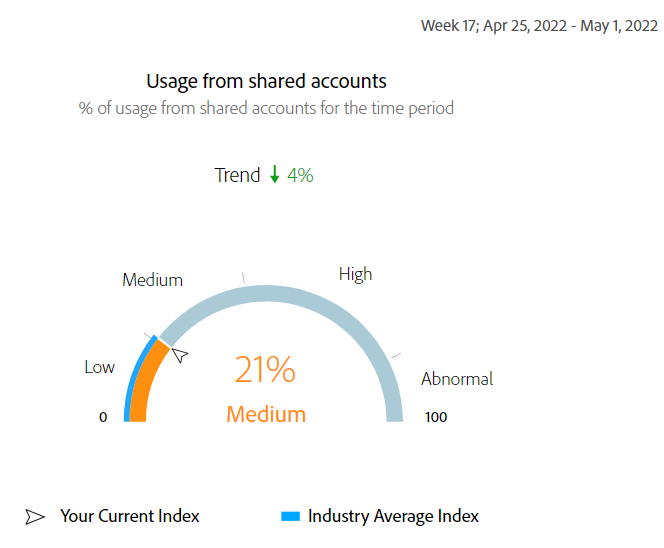 Week 17; Apr 25, 2022 - May 1, 2022
Usage from shared accounts
% of usage from shared accounts for the time period
Trend ↓ 4%
Medium
High
Low
Abnormal
21%
Medium
0
100
Your Current Index
Industry Average Index